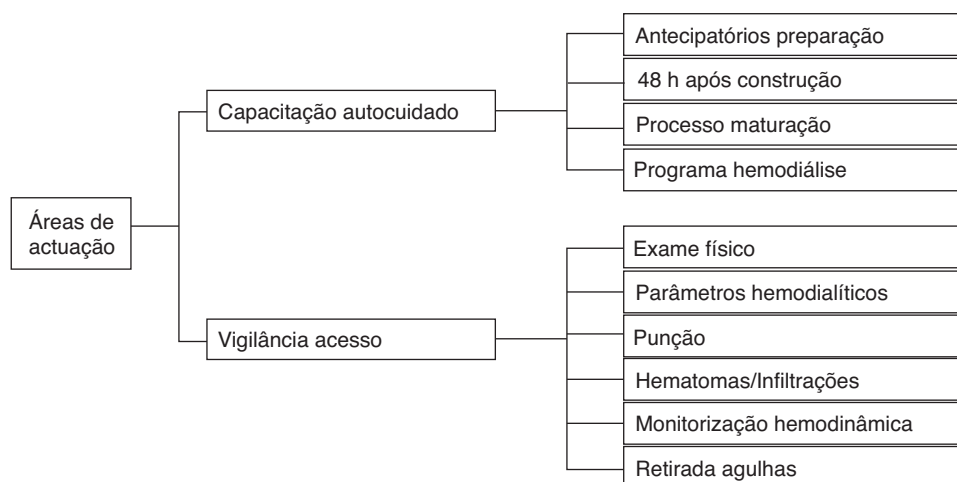 Áreas de
actuação
Capacitação autocuidado
Antecipatórios preparação
48 h após construção
Processo maturação
Programa hemodiálise
Vigilância acesso
Exame físico
Parâmetros hemodialíticos
Punção
Hematomas/Infiltrações
Monitorização hemodinâmica
Retirada agulhas